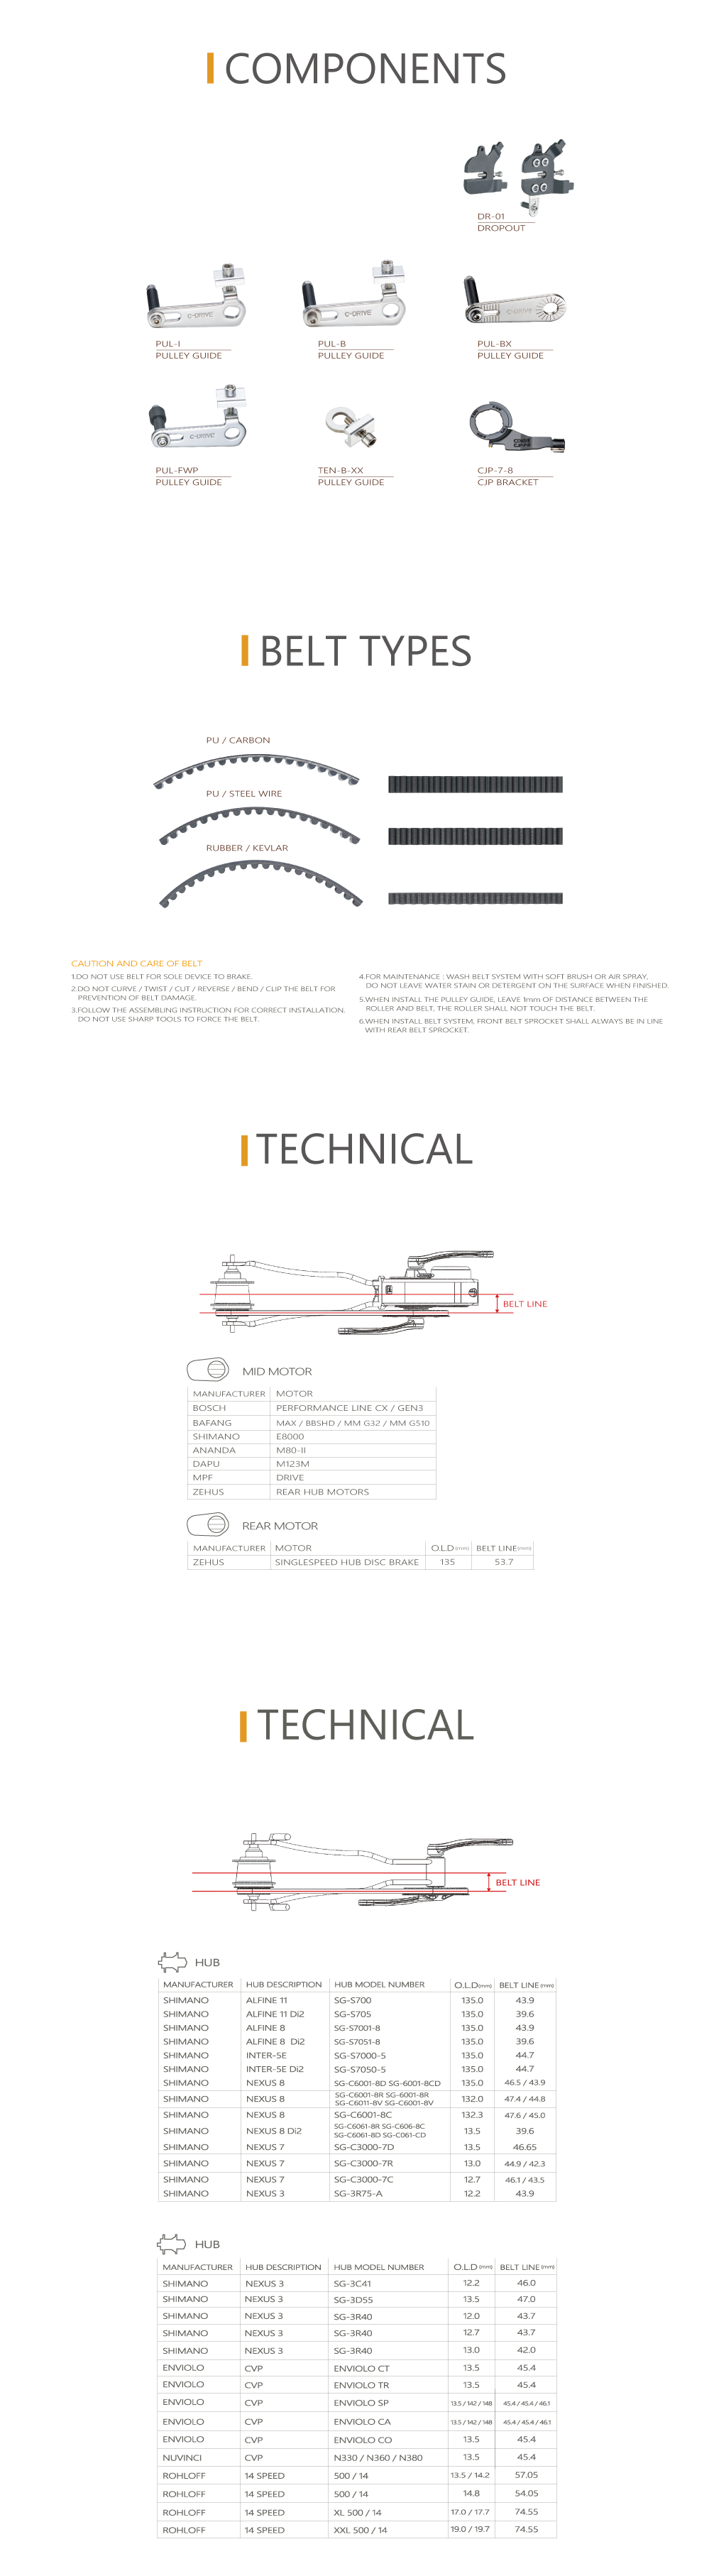 COMPONENTS
DR-01
DROPOUT
C-DRIVE
C-DRIVE
C-DRIVE
PUL-I
PULLEY GUIDE
PUL-B
PULLEY GUIDE
PUL-BX
PULLEY GUIDE
C-DRIVE
PUL-FWP
PULLEY GUIDE
TEN-B-XX
PULLEY GUIDE
CJP-7-8
CJP BRACKET
BELT TYPES
PU / CARBON
PU / STEEL WIRE
RUBBER / KEVLAR
CAUTION AND CARE OF BELT
1.DO NOT USE BELT FOR SOLE DEVICE TO BRAKE.
2.DO NOT CURVE / TWIST / CUT / REVERSE / BEND / CLIP THE BELT FOR
PREVENTION OF BELT DAMAGE.
3.FOLLOW THE ASSEMBLING INSTRUCTION FOR CORRECT INSTALLATION.
DO NOT USE SHARP TOOLS TO FORCE THE BELT.
4.FOR MAINTENANCE : WASH BELT SYSTEM WITH SOFT BRUSH OR AIR SPRAY,
DO NOT LEAVE WATER STAIN OR DETERGENT ON THE SURFACE WHEN FINISHED.
5.WHEN INSTALL THE PULLEY GUIDE, LEAVE 1mm OF DISTANCE BETWEEN THE
ROLLER AND BELT, THE ROLLER SHALL NOT TOUCH THE BELT.
6.WHEN INSTALL BELT SYSTEM, FRONT BELT SPROCKET SHALL ALWAYS BE IN LINE
WITH REAR BELT SPROCKET.
TECHNICAL
BELT LINE
MID MOTOR
MANUFACTURER MOTOR
BOSCH PERFORMANCE LINE CX / GEN3
BAFANG MAX / BBSHD / MM G32 / MM G510
SHIMANO E8000
ANANDA M80-II
DAPU M123M
MPF DRIVE
ZEHUS REAR HUB MOTORS
REAR MOTOR
MANUFACTURER MOTOR O.L.D (mm) BELT LINE(mm)
ZEHUS SINGLESPEED HUB DISC BRAKE 135 53.7
TECHNICAL
BELT LINE
HUB
MANUFACTURER HUB DESCRIPTION HUB MODEL NUMBER O.L.D(mm) BELT LINE (mm)
SHIMANO ALFINE 11 SG-S700 135.0 43.9
SHIMANO ALFINE 11 Di2 SG-S705 135.0 39.6
SHIMANO ALFINE 8 SG-S7001-8 135.0 43.9
SHIMANO ALFINE 8 Di2 SG-S7051-8 135.0 39.6
SHIMANO INTER-5E SG-S7000-5 135.0 44.7
SHIMANO INTER-5E Di2 SG-S7050-5 135.0 44.7
SHIMANO NEXUS 8 SG-C6001-8D SG-6001-8CD 135.0 46.5 / 43.9
SHIMANO NEXUS 8 SG-C6001-8R SG-6001-8R 132.0 47.4 / 44.8
SG-C6011-8V SG-C6001-8V
SHIMANO NEXUS 8 SG-C6001-8C 132.3 47.6 / 45.0
SHIMANO NEXUS 8 Di2 SG-C6061-8R SG-C606-8C 13.5 39.6
SG-C6061-8D SG-C061-CD
SHIMANO NEXUS 7 SG-C3000-7D 13.5 46.65
SHIMANO NEXUS 7 SG-C3000-7R 13.0 44.9 / 42.3
SHIMANO NEXUS 7 SG-C3000-7C 12.7 46.1 / 43.5
SHIMANO NEXUS 3 SG-3R75-A 12.2 43.9
HUB
MANUFACTURER HUB DESCRIPTION HUB MODEL NUMBER O.L.D (mm) BELT LINE (mm)
SHIMANO NEXUS 3 SG-3C41 12.2 46.0
SHIMANO NEXUS 3 SG-3D55 13.5 47.0
SHIMANO NEXUS 3 SG-3R40 12.0 43.7
SHIMANO NEXUS 3 SG-3R40 12.7 43.7
SHIMANO NEXUS 3 SG-3R40 13.0 42.0
ENVIOLO CVP ENVIOLO CT 13.5 45.4
ENVIOLO CVP ENVIOLO TR 13.5 45.4
ENVIOLO CVP ENVIOLO SP 13.5 / 142 / 148 45.4 / 45.4 / 46.1
ENVIOLO CVP ENVIOLO CA 13.5 / 142 / 148 45.4 / 45.4 / 46.1
ENVIOLO CVP ENVIOLO CO 13.5 45.4
NUVINCI CVP N330 / N360 / N380 13.5 45.4
ROHLOFF 14 SPEED 500 / 14 13.5 / 14.2 57.05
ROHLOFF 14 SPEED 500 / 14 14.8 54.05
ROHLOFF 14 SPEED XL 500 / 14 17.0 / 17.7 74.55
ROHLOFF 14 SPEED XXL 500 / 14 19.0 / 19.7 74.55